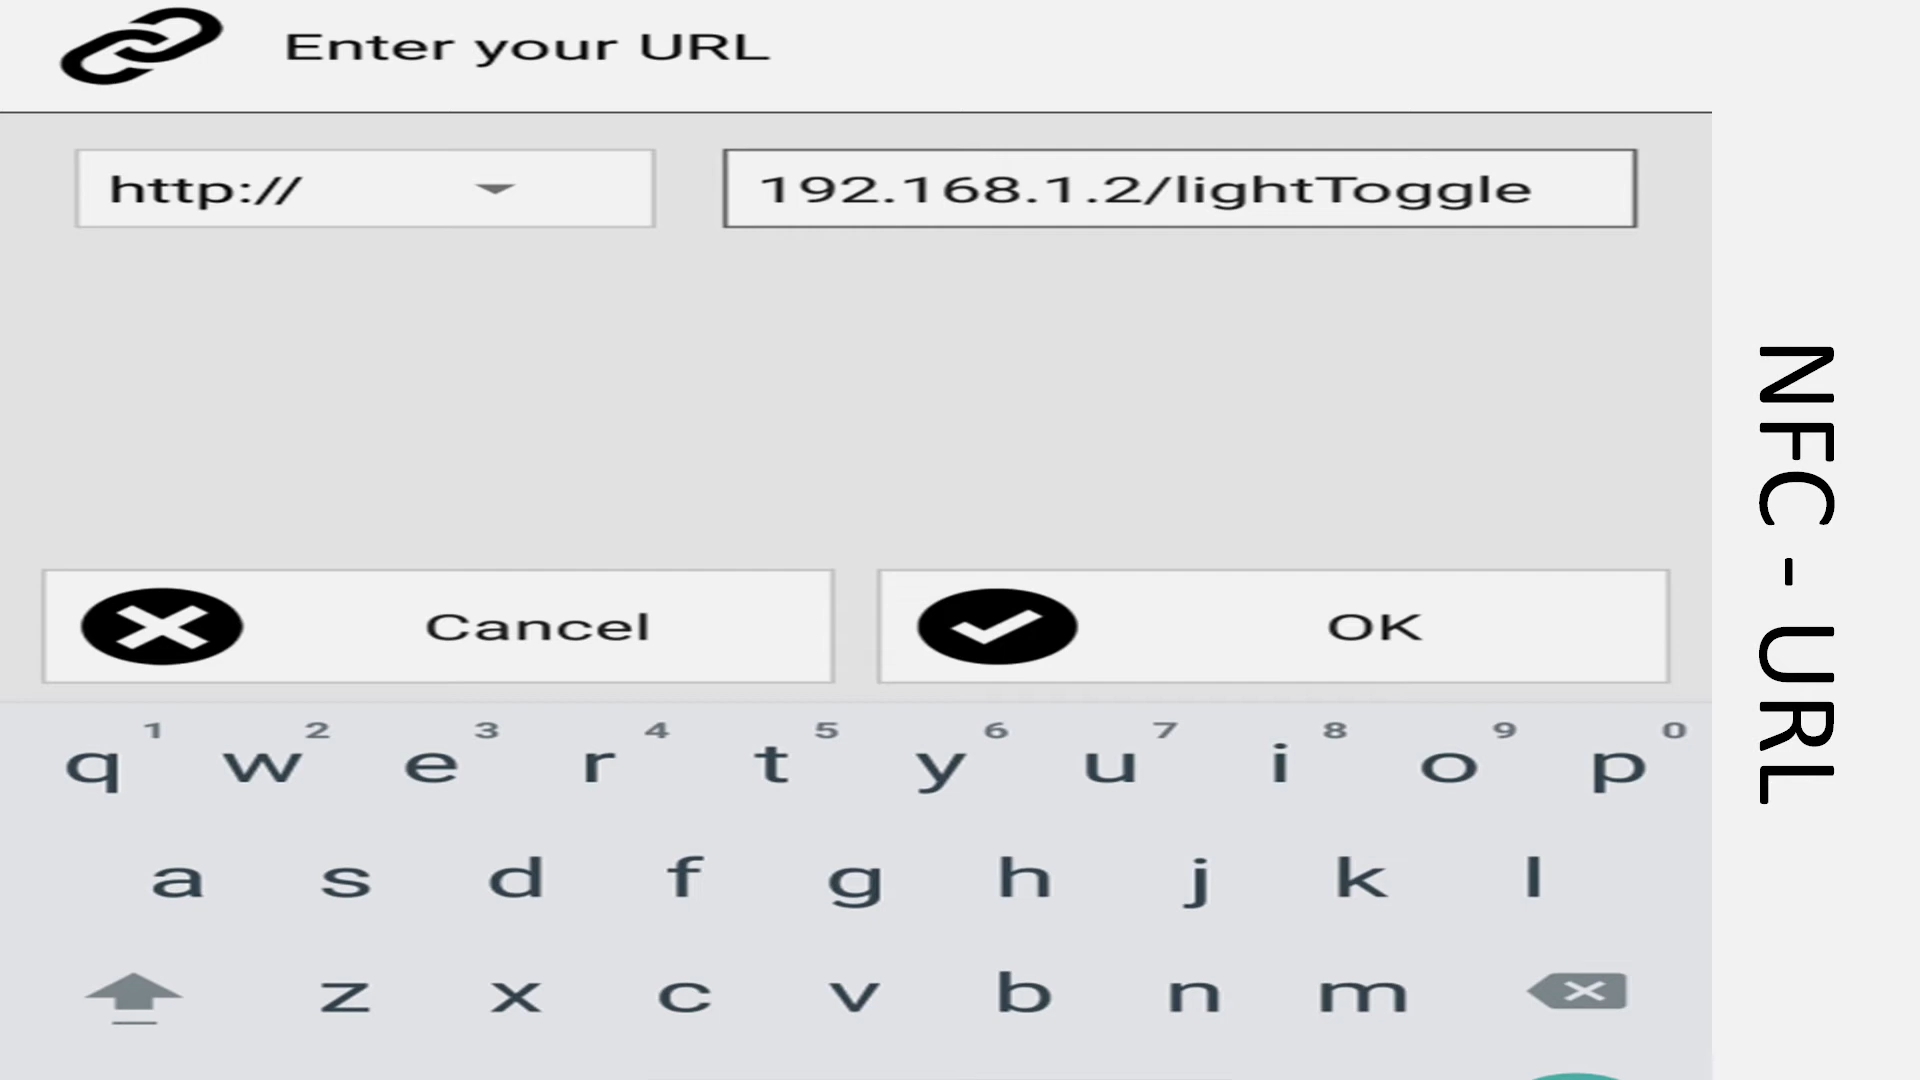 Enter your URL
http://
192.168.1.2/lightToggle
Cancel
OK
1 2 3 4 5 6 7 8 9 0
q w e r t y u i o p
a s d f g h j k l
z x c v b n m
NFC - URL